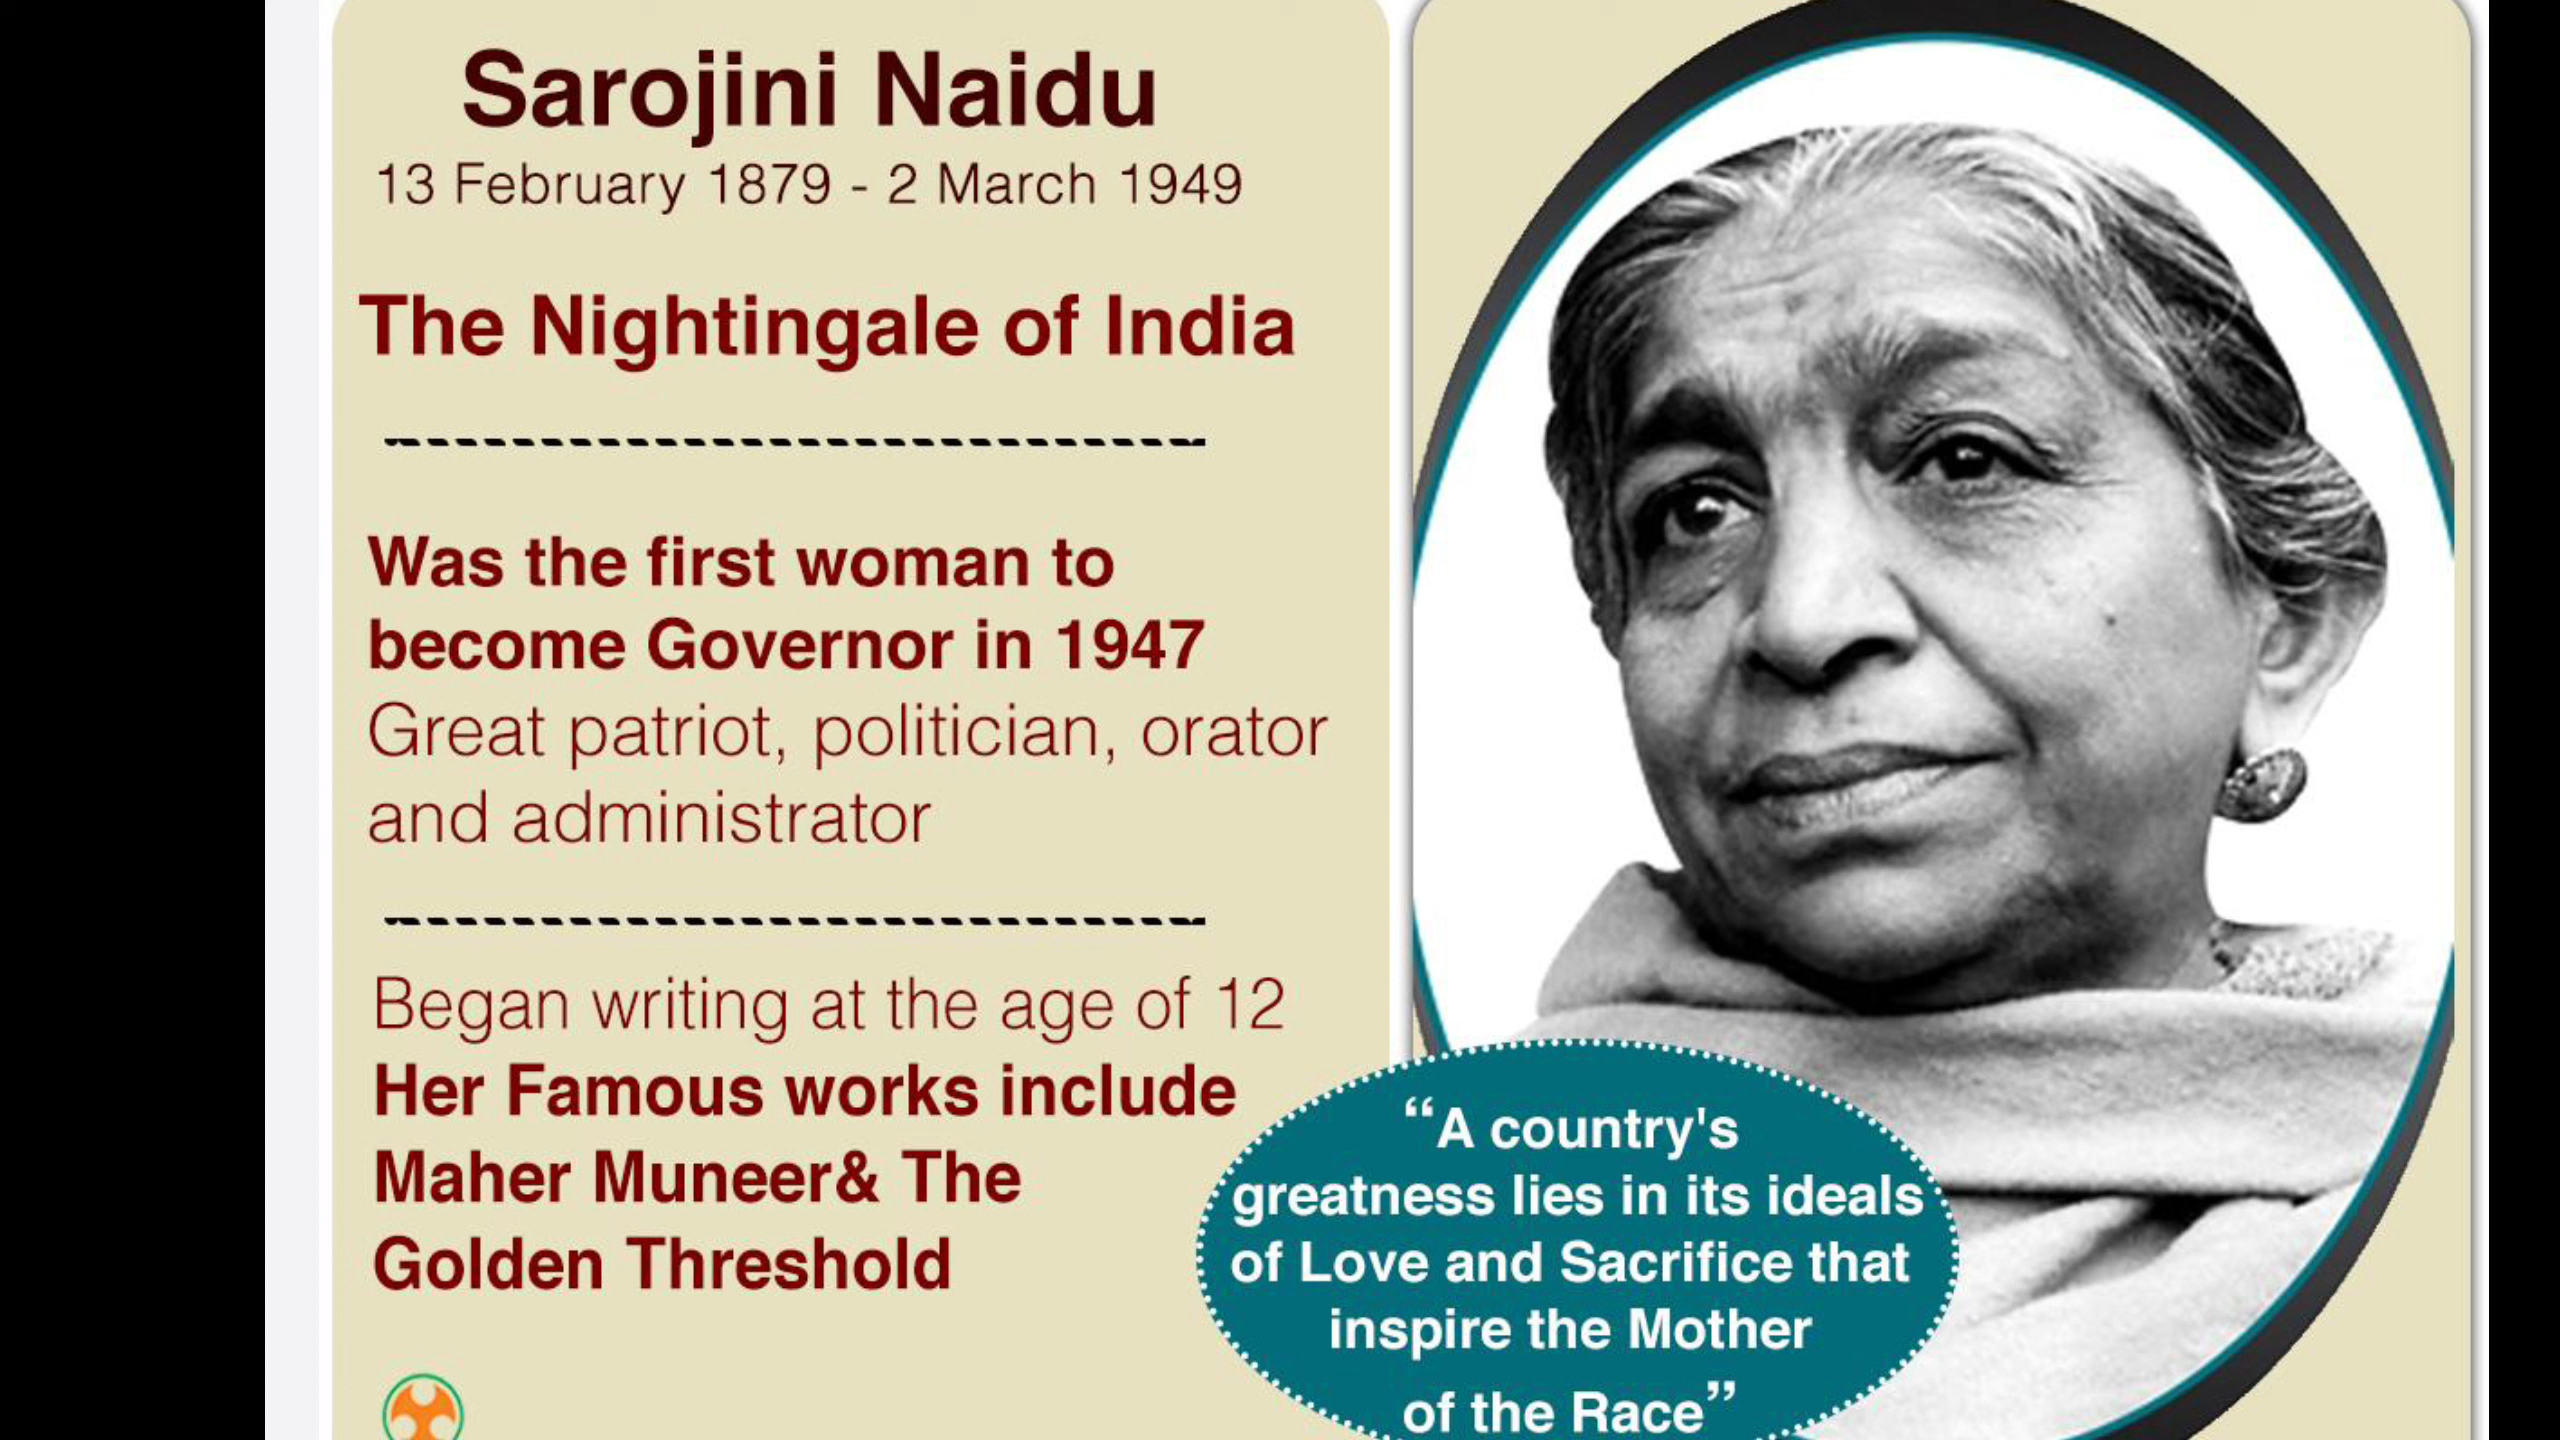 Sarojini Naidu
13 February 1879 - 2 March 1949
The Nightingale of India
Was the first woman to
become Governor in 1947
Great patriot, politician, orator
and administrator
Began writing at the age of 12
Her Famous works include
Maher Muneer& The
Golden Threshold
“A country's
greatness lies in its ideals
of Love and Sacrifice that
inspire the Mother
of the Race”